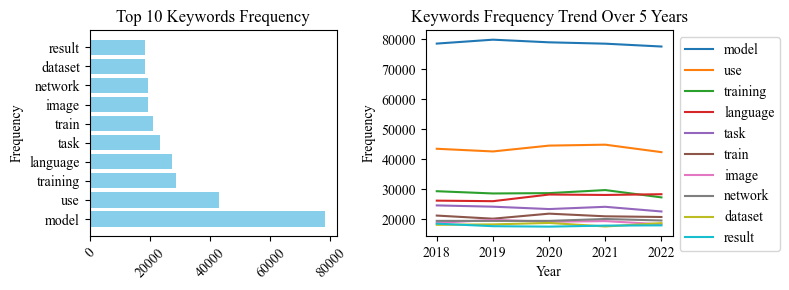 Top 10 Keywords Frequency
Frequency
result
dataset
network
image
train
task
language
training
use
model
0
20000
40000
60000
80000
Keywords Frequency Trend Over 5 Years
Frequency
80000
70000
60000
50000
40000
30000
20000
2018
2019
2020
2021
2022
Year
model
use
training
language
task
train
image
network
dataset
result